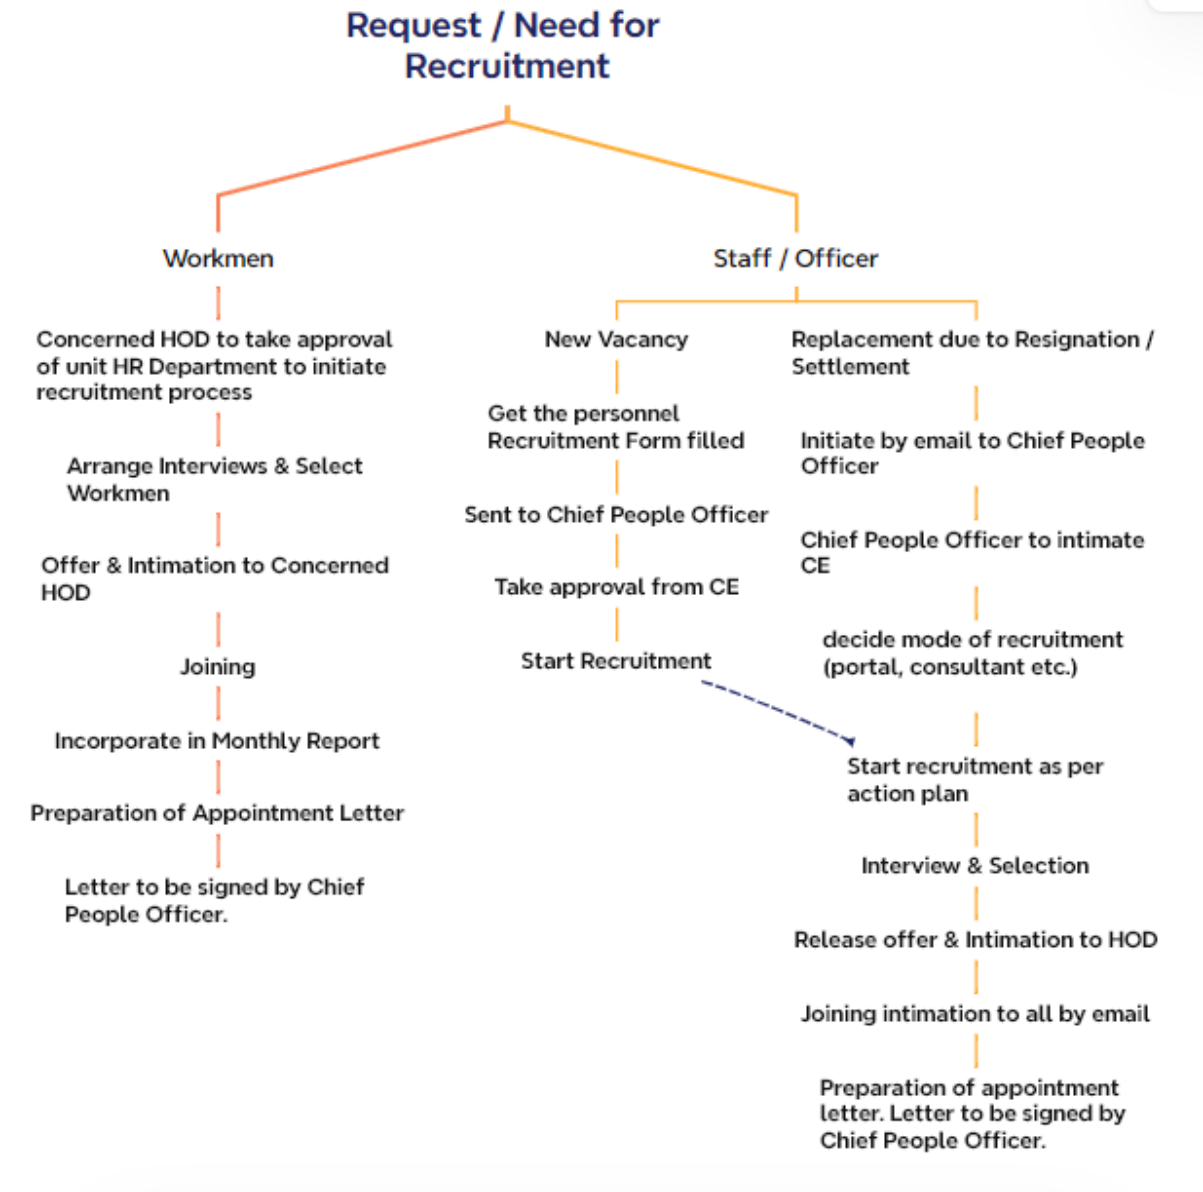 Request / Need for
Recruitment
Workmen
Concerned HOD to take approval
of unit HR Department to initiate
recruitment process
Arrange Interviews & Select
Workmen
Offer & Intimation to Concerned
HOD
Joining
Incorporate in Monthly Report
Preparation of Appointment Letter
Letter to be signed by Chief
People Officer.
Staff / Officer
New Vacancy
Get the personnel
Recruitment Form filled
Sent to Chief People Officer
Take approval from CE
Start Recruitment
Replacement due to Resignation /
Settlement
Initiate by email to Chief People
Officer
Chief People Officer to intimate
CE
decide mode of recruitment
(portal, consultant etc.)
Start recruitment as per
action plan
Interview & Selection
Release offer & Intimation to HOD
Joining intimation to all by email
Preparation of appointment
letter. Letter to be signed by
Chief People Officer.